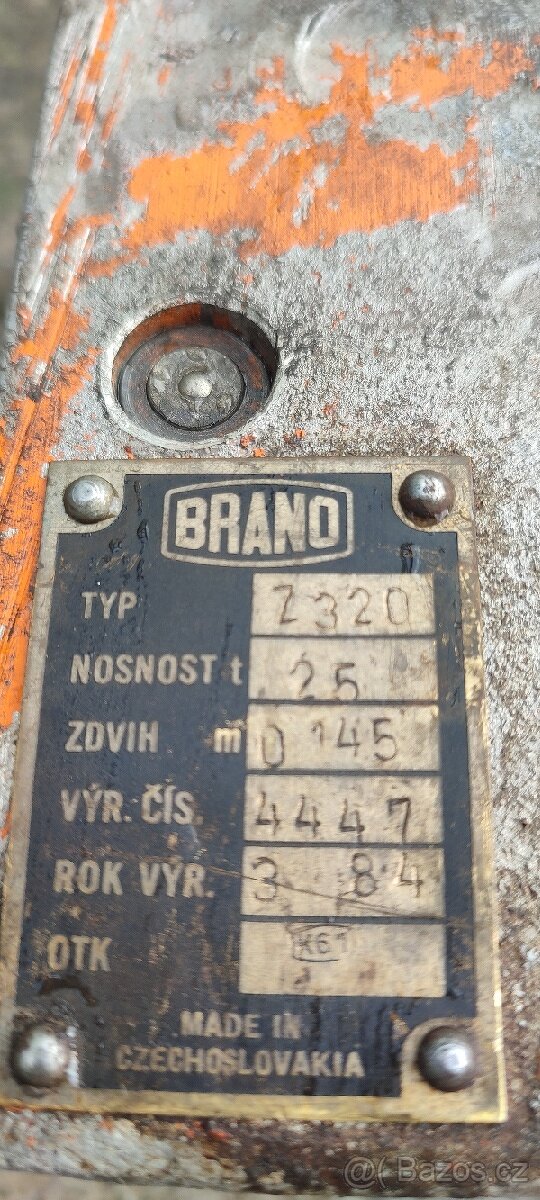 BRANO
TYP Z320
NOSNOST t 25
ZDVIH m 0'145
VÝR. ČÍS. 4447
ROK VÝR. 3 84
OTK K61
MADE IN
CZECHOSLOVAKIA
@( Bazos.cz